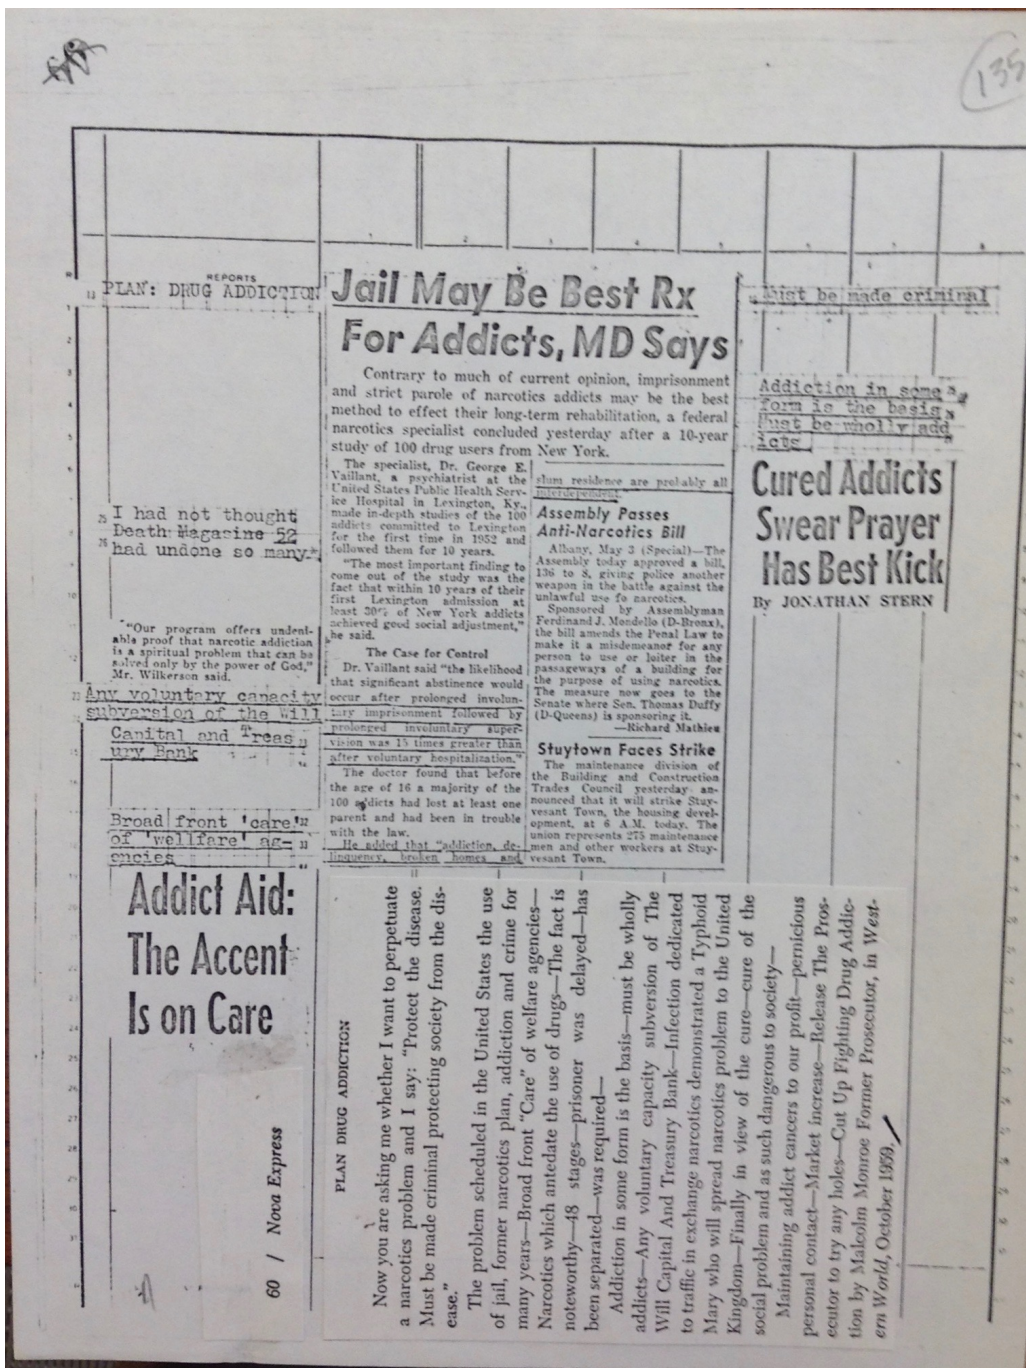 135
REPORTS
13 PLAN: DRUG ADDICTION
25 I had not thought
Death Magasine 52
26 had undone so many
"Our program offers undeni-
able proof that narcotic addiction
is a spiritual problem that can be
solved only by the power of God,"
Mr. Wilkerson said.
Any voluntary capacity
subversion of the Will
Capital and Treas
ury Bank
Broad front 'care'
of 'wellfare' ag-
encies
Addict Aid:
The Accent
Is on Care
Jail May Be Best Rx
For Addicts, MD Says
Contrary to much of current opinion, imprisonment
and strict parole of narcotics addicts may be the best
method to effect their long-term rehabilitation, a federal
narcotics specialist concluded yesterday after a 10-year
study of 100 drug users from New York.
The specialist, Dr. George E.
Vaillant, a psychiatrist at the
United States Public Health Serv-
ice Hospital in Lexington, Ky.,
made in-depth studies of the 100
addicts committed to Lexington
for the first time in 1952 and
followed them for 10 years.
"The most important finding to
come out of the study was the
fact that within 10 years of their
first Lexington admission at
least 30% of New York addicts
achieved good social adjustment,"
he said.
The Case for Control
Dr. Vaillant said "the likelihood
that significant abstinence would
occur after prolonged involun-
tary imprisonment followed by
prolonged involuntary super-
vision was 15 times greater than
after voluntary hospitalization."
The doctor found that before
the age of 16 a majority of the
100 addicts had lost at least one
parent and had been in trouble
with the law.
He added that "addiction, de-
linquency, broken homes and
slum residence are probably all
interdependent.
Assembly Passes
Anti-Narcotics Bill
Albany, May 3 (Special)—The
Assembly today approved a bill,
136 to 8, giving police another
weapon in the battle against the
unlawful use fo narcotics.
Sponsored by Assemblyman
Ferdinand J. Mondello (D-Bronx),
the bill amends the Penal Law to
make it a misdemeanor for any
person to use or loiter in the
passageways of a building for
the purpose of using narcotics.
The measure now goes to the
Senate where Sen. Thomas Duffy
(D-Queens) is sponsoring it.
—Richard Mathieu
Stuytown Faces Strike
The maintenance division of
the Building and Construction
Trades Council yesterday an-
nounced that it will strike Stuy-
vesant Town, the housing devel-
opment, at 6 A.M. today. The
union represents 275 maintenance
men and other workers at Stuy-
vesant Town.
Must be made criminal
Addiction in some
form is the basis
Must be wholly add
icts
Cured Addicts
Swear Prayer
Has Best Kick
By JONATHAN STERN
60 / Nova Express
PLAN DRUG ADDICTION
Now you are asking me whether I want to perpetuate
a narcotics problem and I say: "Protect the disease.
Must be made criminal protecting society from the dis-
ease."
The problem scheduled in the United States the use
of jail, former narcotics plan, addiction and crime for
many years—Broad front "Care" of welfare agencies—
Narcotics which antedate the use of drugs—The fact is
noteworthy—48 stages—prisoner was delayed—has
been separated—was required—
Addiction in some form is the basis—must be wholly
addicts—Any voluntary capacity subversion of The
Will Capital And Treasury Bank—Infection dedicated
to traffic in exchange narcotics demonstrated a Typhoid
Mary who will spread narcotics problem to the United
Kingdom—Finally in view of the cure—cure of the
social problem and as such dangerous to society—
Maintaining addict cancers to our profit—pernicious
personal contact—Market increase—Release The Pros-
ecutor to try any holes—Cut Up Fighting Drug Addic-
tion by Malcolm Monroe Former Prosecutor, in West-
ern World, October 1959.